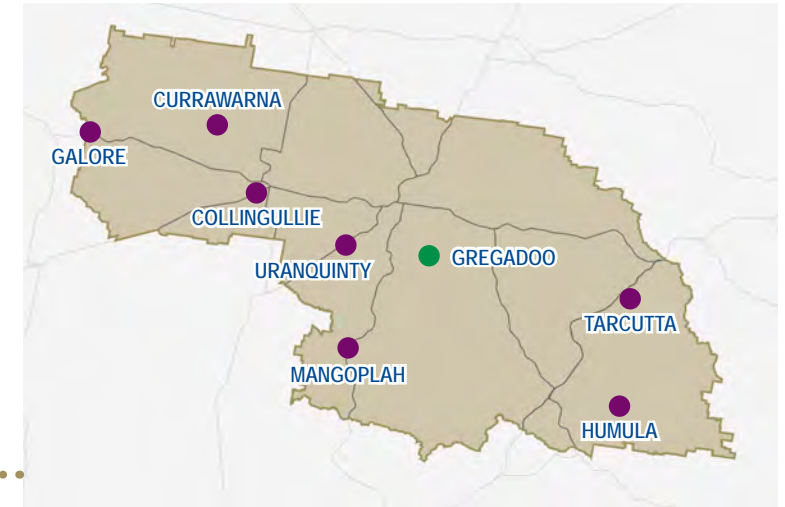 CURRAWARNA
GALORE
COLLINGULLIE
URANQUINTY
GREGADOO
TARCUTTA
MANGOPLAH
HUMULA